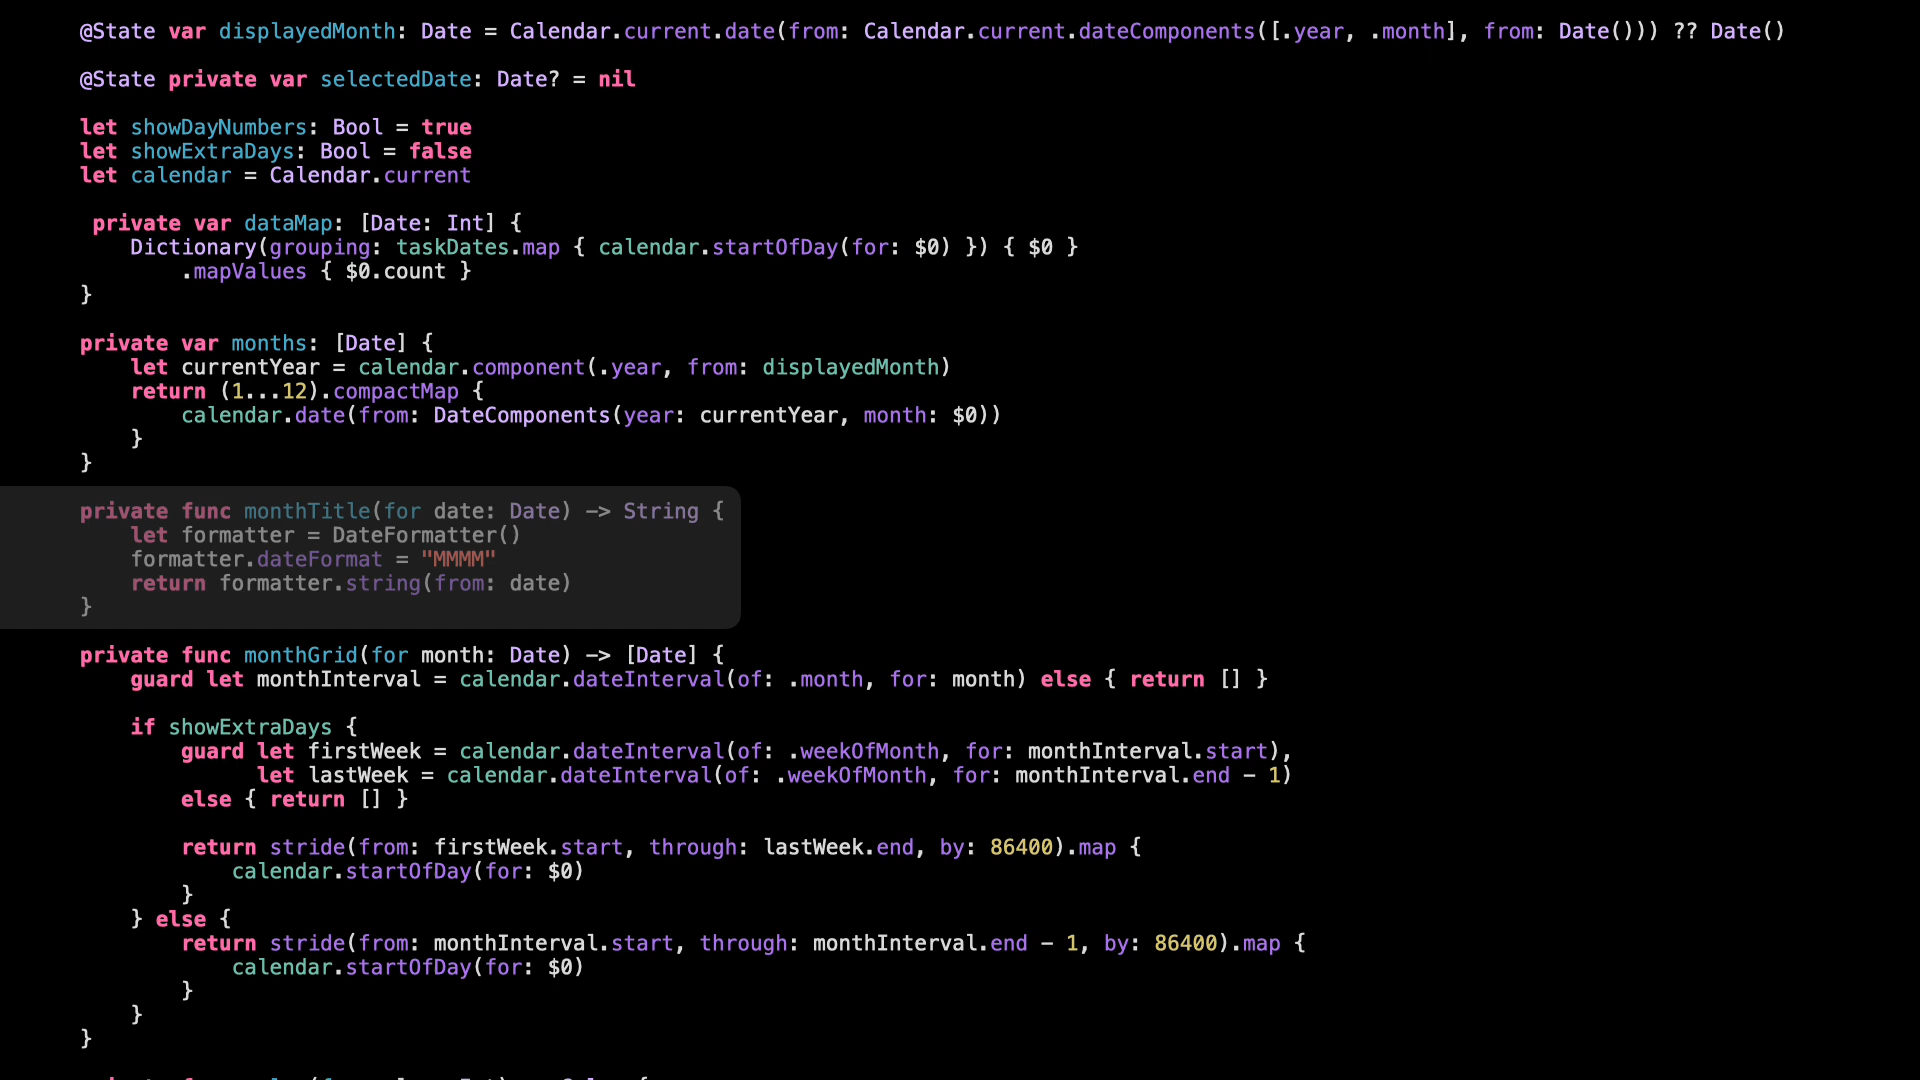 @State var displayedMonth: Date = Calendar.current.date(from: Calendar.current.dateComponents([.year, .month], from: Date())) ?? Date()
@State private var selectedDate: Date? = nil
let showDayNumbers: Bool = true
let showExtraDays: Bool = false
let calendar = Calendar.current
private var dataMap: [Date: Int] {
Dictionary(grouping: taskDates.map { calendar.startOfDay(for: $0) }) { $0 }
.mapValues { $0.count }
}
private var months: [Date] {
let currentYear = calendar.component(.year, from: displayedMonth)
return (1...12).compactMap {
calendar.date(from: DateComponents(year: currentYear, month: $0))
}
}
private func monthTitle(for date: Date) -> String {
let formatter = DateFormatter()
formatter.dateFormat = "MMMM"
return formatter.string(from: date)
}
private func monthGrid(for month: Date) -> [Date] {
guard let monthInterval = calendar.dateInterval(of: .month, for: month) else { return [] }
if showExtraDays {
guard let firstWeek = calendar.dateInterval(of: .weekOfMonth, for: monthInterval.start),
let lastWeek = calendar.dateInterval(of: .weekOfMonth, for: monthInterval.end - 1)
else { return [] }
return stride(from: firstWeek.start, through: lastWeek.end, by: 86400).map {
calendar.startOfDay(for: $0)
}
} else {
return stride(from: monthInterval.start, through: monthInterval.end - 1, by: 86400).map {
calendar.startOfDay(for: $0)
}
}
}